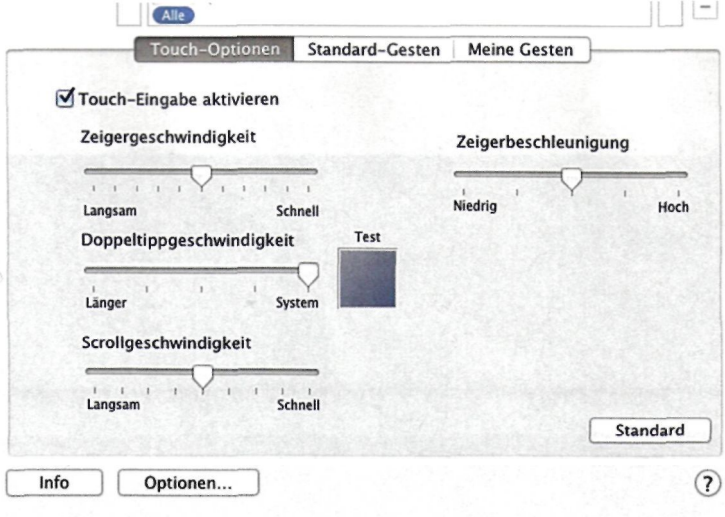 Alle
Touch-Optionen Standard-Gesten Meine Gesten
Touch-Eingabe aktivieren
Zeigergeschwindigkeit
Zeigerbeschleunigung
Langsam Schnell
Niedrig Hoch
Doppeltippgeschwindigkeit
Test
Länger System
Scrollgeschwindigkeit
Langsam Schnell
Standard
Info Optionen... ?